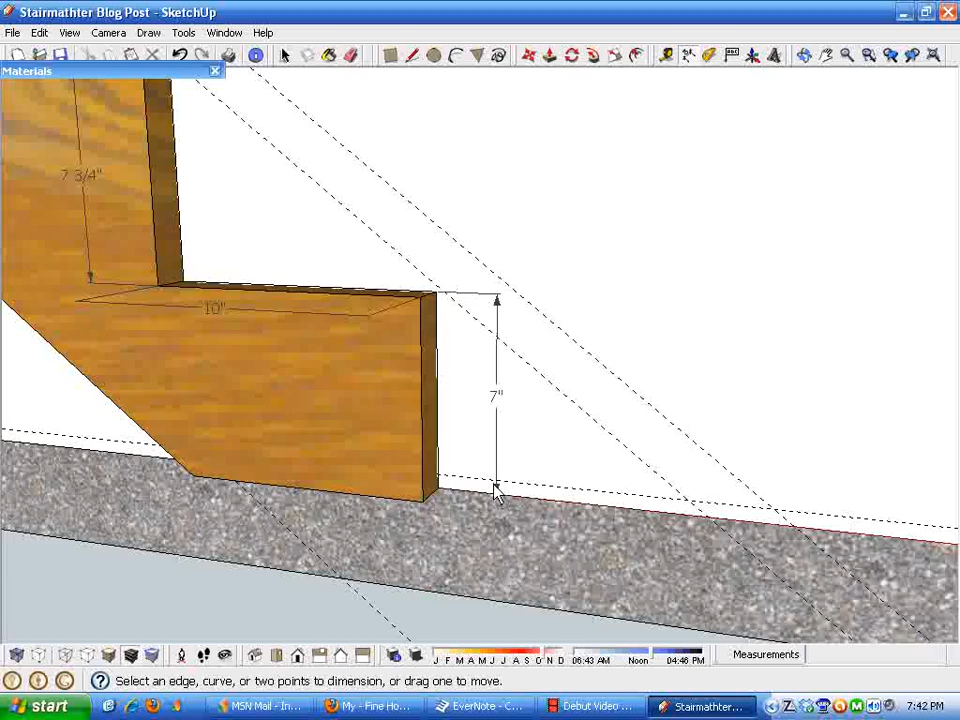 Stairmathter Blog Post - SketchUp
File Edit View Camera Draw Tools Window Help
Materials
7 3/4"
10"
7"
J F M A M J J A S O N D 06:43 AM Noon 04:46 PM Measurements
Select an edge, curve, or two points to dimension, or drag one to move.
start MSN Mail - In... My - Fine Ho... EverNote - C... Debut Video ... Stairmathter... 7:42 PM